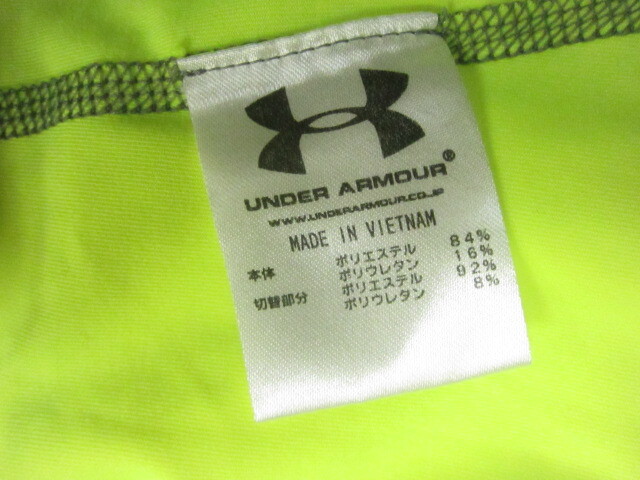 UNDER ARMOUR®
WWW.UNDERARMOUR.CO.JP
MADE IN VIETNAM
本体 ポリエステル 84%
ポリウレタン 16%
切替部分 ポリエステル 92%
ポリウレタン 8%